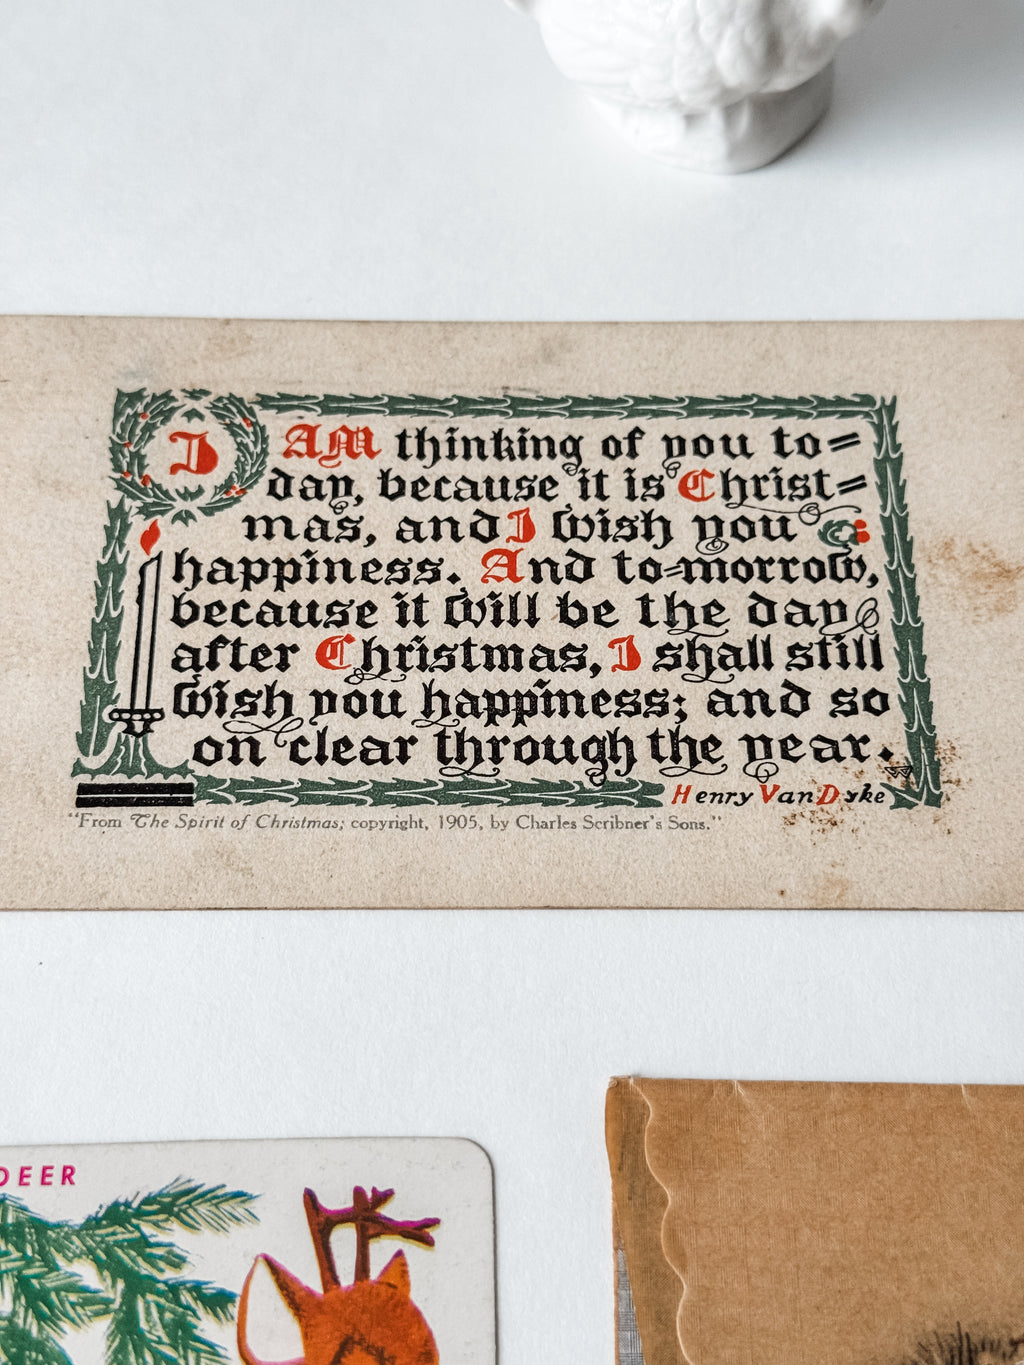 I AM thinking of you to=
day, because it is Christ=
mas, and I wish you
happiness. And to=morrow,
because it will be the day
after Christmas, I shall still
wish you happiness; and so
on clear through the year.
Henry Van Dyke
"From The Spirit of Christmas; copyright, 1905, by Charles Scribner's Sons."
DEER